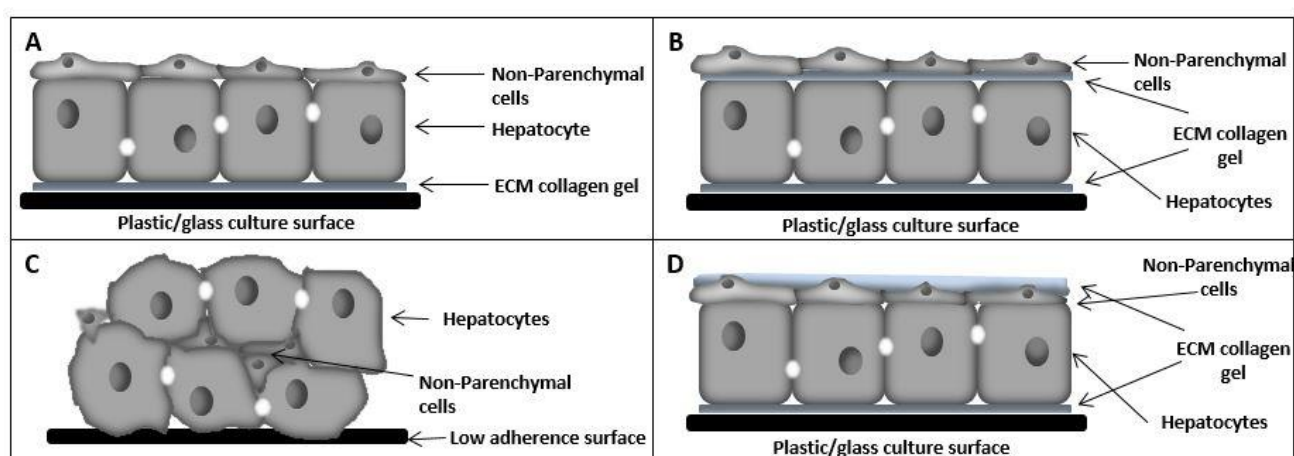 A
Non-Parenchymal
cells
Hepatocyte
ECM collagen gel
Plastic/glass culture surface
B
Non-Parenchymal
cells
ECM collagen
gel
Hepatocytes
Plastic/glass culture surface
C
Hepatocytes
Non-Parenchymal
cells
Low adherence surface
D
Non-Parenchymal
cells
ECM collagen
gel
Hepatocytes
Plastic/glass culture surface